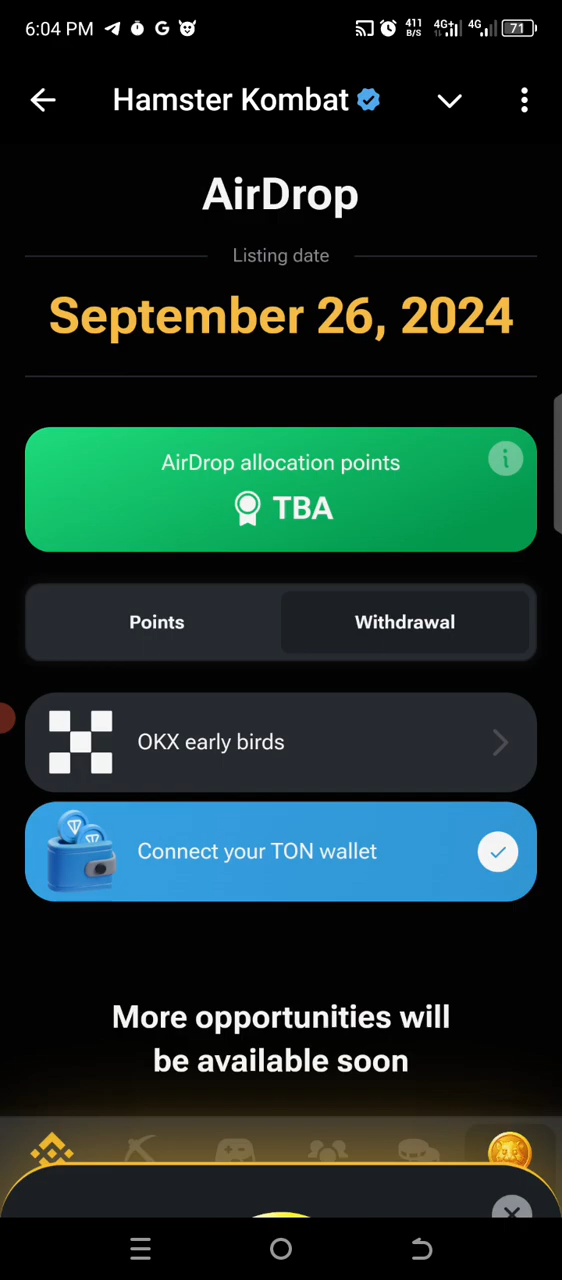 6:04 PM G 411 B/S 4G+ 4G 71
Hamster Kombat
AirDrop
Listing date
September 26, 2024
AirDrop allocation points
TBA
Points
Withdrawal
OKX early birds
Connect your TON wallet
More opportunities will
be available soon